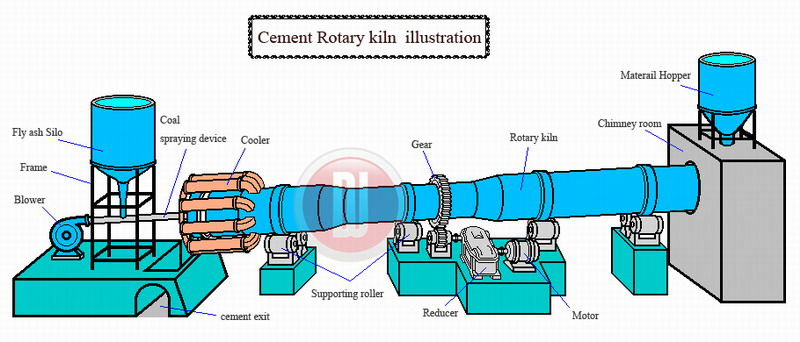 Cement Rotary kiln illustration
Materail Hopper
Chimney room
Rotary kiln
Gear
Coal
spraying device
Cooler
Fly ash Silo
Frame
Blower
Supporting roller
Reducer
Motor
cement exit